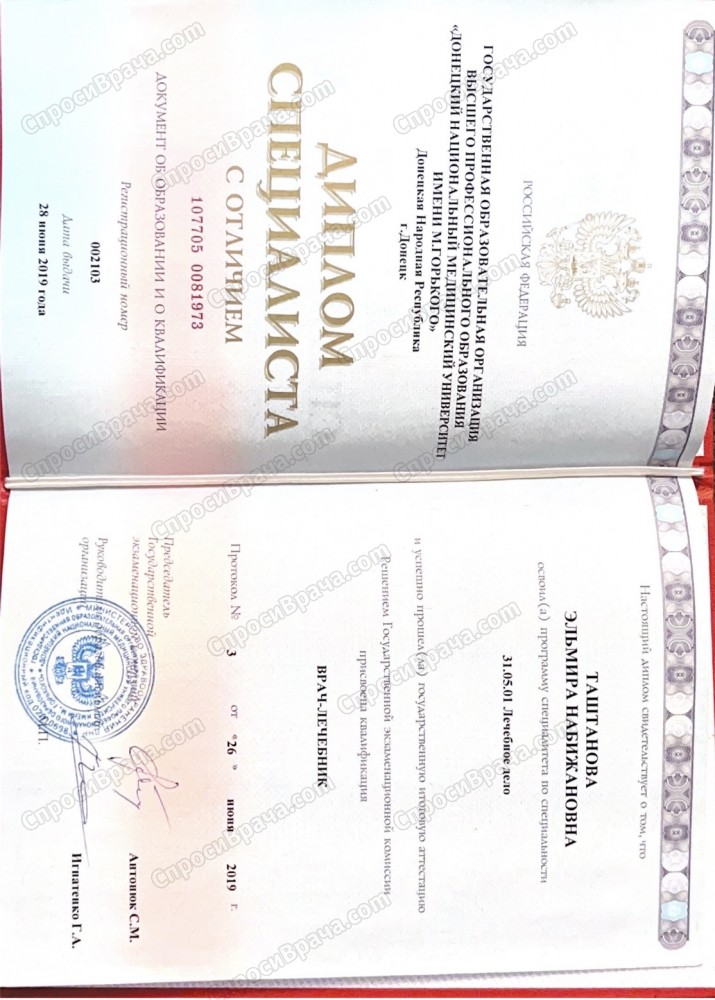 РОССИЙСКАЯ ФЕДЕРАЦИЯ
ГОСУДАРСТВЕННАЯ ОБРАЗОВАТЕЛЬНАЯ ОРГАНИЗАЦИЯ
ВЫСШЕГО ПРОФЕССИОНАЛЬНОГО ОБРАЗОВАНИЯ
«ДОНЕЦКИЙ НАЦИОНАЛЬНЫЙ МЕДИЦИНСКИЙ УНИВЕРСИТЕТ
ИМЕНИ М.ГОРЬКОГО»
Донецкая Народная Республика
г.Донецк
ДИПЛОМ
СПЕЦИАЛИСТА
С ОТЛИЧИЕМ
107705 0081973
ДОКУМЕНТ ОБ ОБРАЗОВАНИИ И О КВАЛИФИКАЦИИ
Регистрационный номер
002103
Дата выдачи
28 июня 2019 года
Настоящий диплом свидетельствует о том, что
ТАШТАНОВА
ЭЛЬМИРА НАБИЖАНОВНА
освоил(а) программу специалитета по специальности
31.05.01 Лечебное дело
и успешно прошел(ла) государственную итоговую аттестацию
Решением Государственной экзаменационной комиссии
присвоена квалификация
ВРАЧ-ЛЕЧЕБНИК
Протокол № 3 от «26» июня 2019 г.
Председатель
Государственной
экзаменационной
Антонюк С.М.
Руководитель
Игнатенко Г.А.
М.П.
СпросиВрача.com